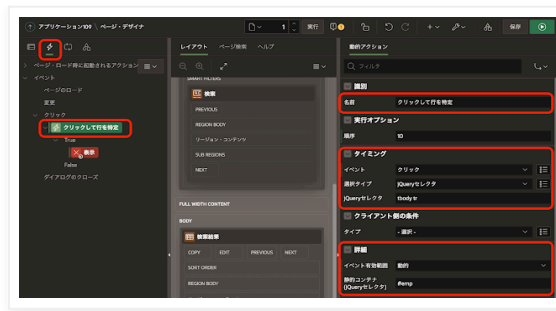 アプリケーション109 \ ページ・デザイナ
1
実行
保存
ページ・ロード時に起動されるアクション
イベント
ページのロード
変更
クリック
クリックして行を特定
True
表示
False
ダイアログのクローズ
レイアウト ページ検索 ヘルプ
SMART FILTERS
検索
PREVIOUS
REGION BODY
リージョン・コンテンツ
SUB REGIONS
NEXT
FULL WIDTH CONTENT
BODY
検索結果
COPY EDIT PREVIOUS NEXT
SORT ORDER
REGION BODY
動的アクション
フィルタ
識別
名前 クリックして行を特定
実行オプション
順序 10
タイミング
イベント クリック
選択タイプ jQueryセレクタ
jQueryセレクタ tbody tr
クライアント側の条件
タイプ - 選択 -
詳細
イベント有効範囲 動的
静的コンテナ
(jQueryセレクタ) #emp